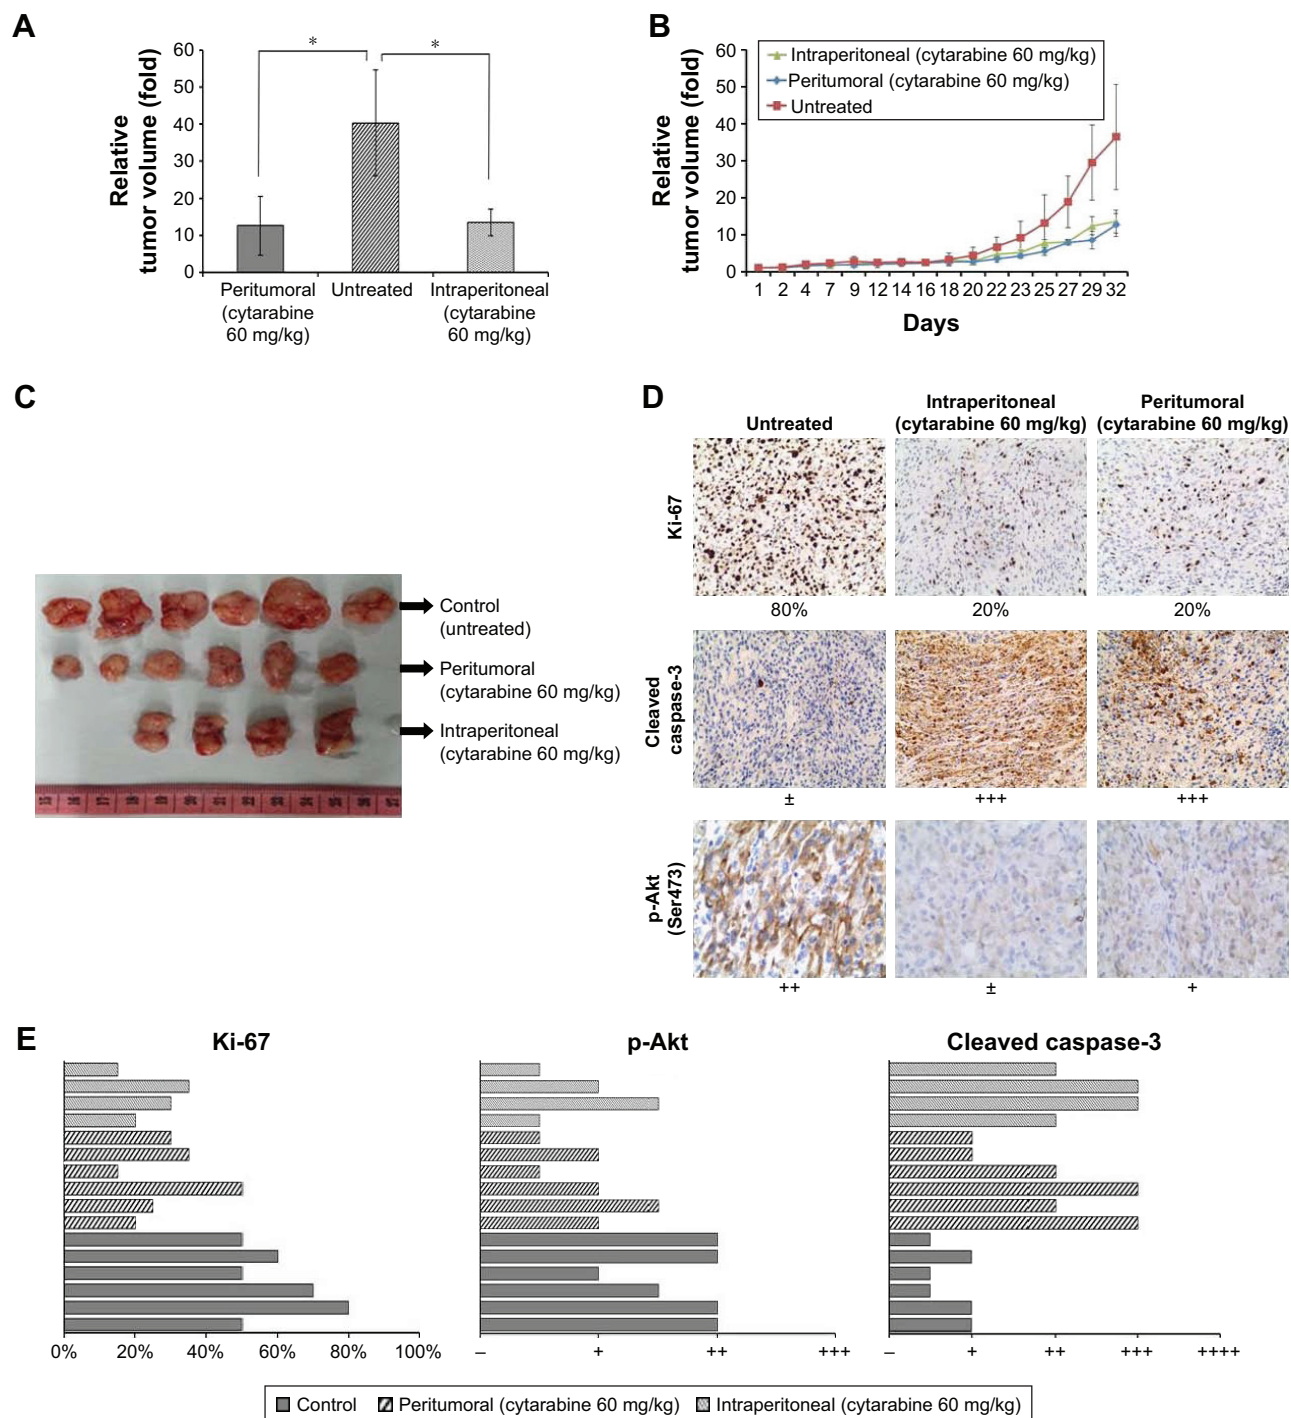 A
Relative
tumor volume (fold)
60
50
40
30
20
10
0
*
*
Peritumoral
(cytarabine
60 mg/kg)
Untreated
Intraperitoneal
(cytarabine
60 mg/kg)
B
Relative
tumor volume (fold)
60
50
40
30
20
10
0
Intraperitoneal (cytarabine 60 mg/kg)
Peritumoral (cytarabine 60 mg/kg)
Untreated
1 2 4 7 9 12 14 16 18 20 22 23 25 27 29 32
Days
C
Control
(untreated)
Peritumoral
(cytarabine 60 mg/kg)
Intraperitoneal
(cytarabine 60 mg/kg)
D
Untreated
Intraperitoneal
(cytarabine 60 mg/kg)
Peritumoral
(cytarabine 60 mg/kg)
Ki-67
80%
20%
20%
Cleaved
caspase-3
±
+++
+++
p-Akt
(Ser473)
++
±
+
E
Ki-67
0% 20% 40% 60% 80% 100%
p-Akt
– + ++ +++
Cleaved caspase-3
– + ++ +++ ++++
Control
Peritumoral (cytarabine 60 mg/kg)
Intraperitoneal (cytarabine 60 mg/kg)